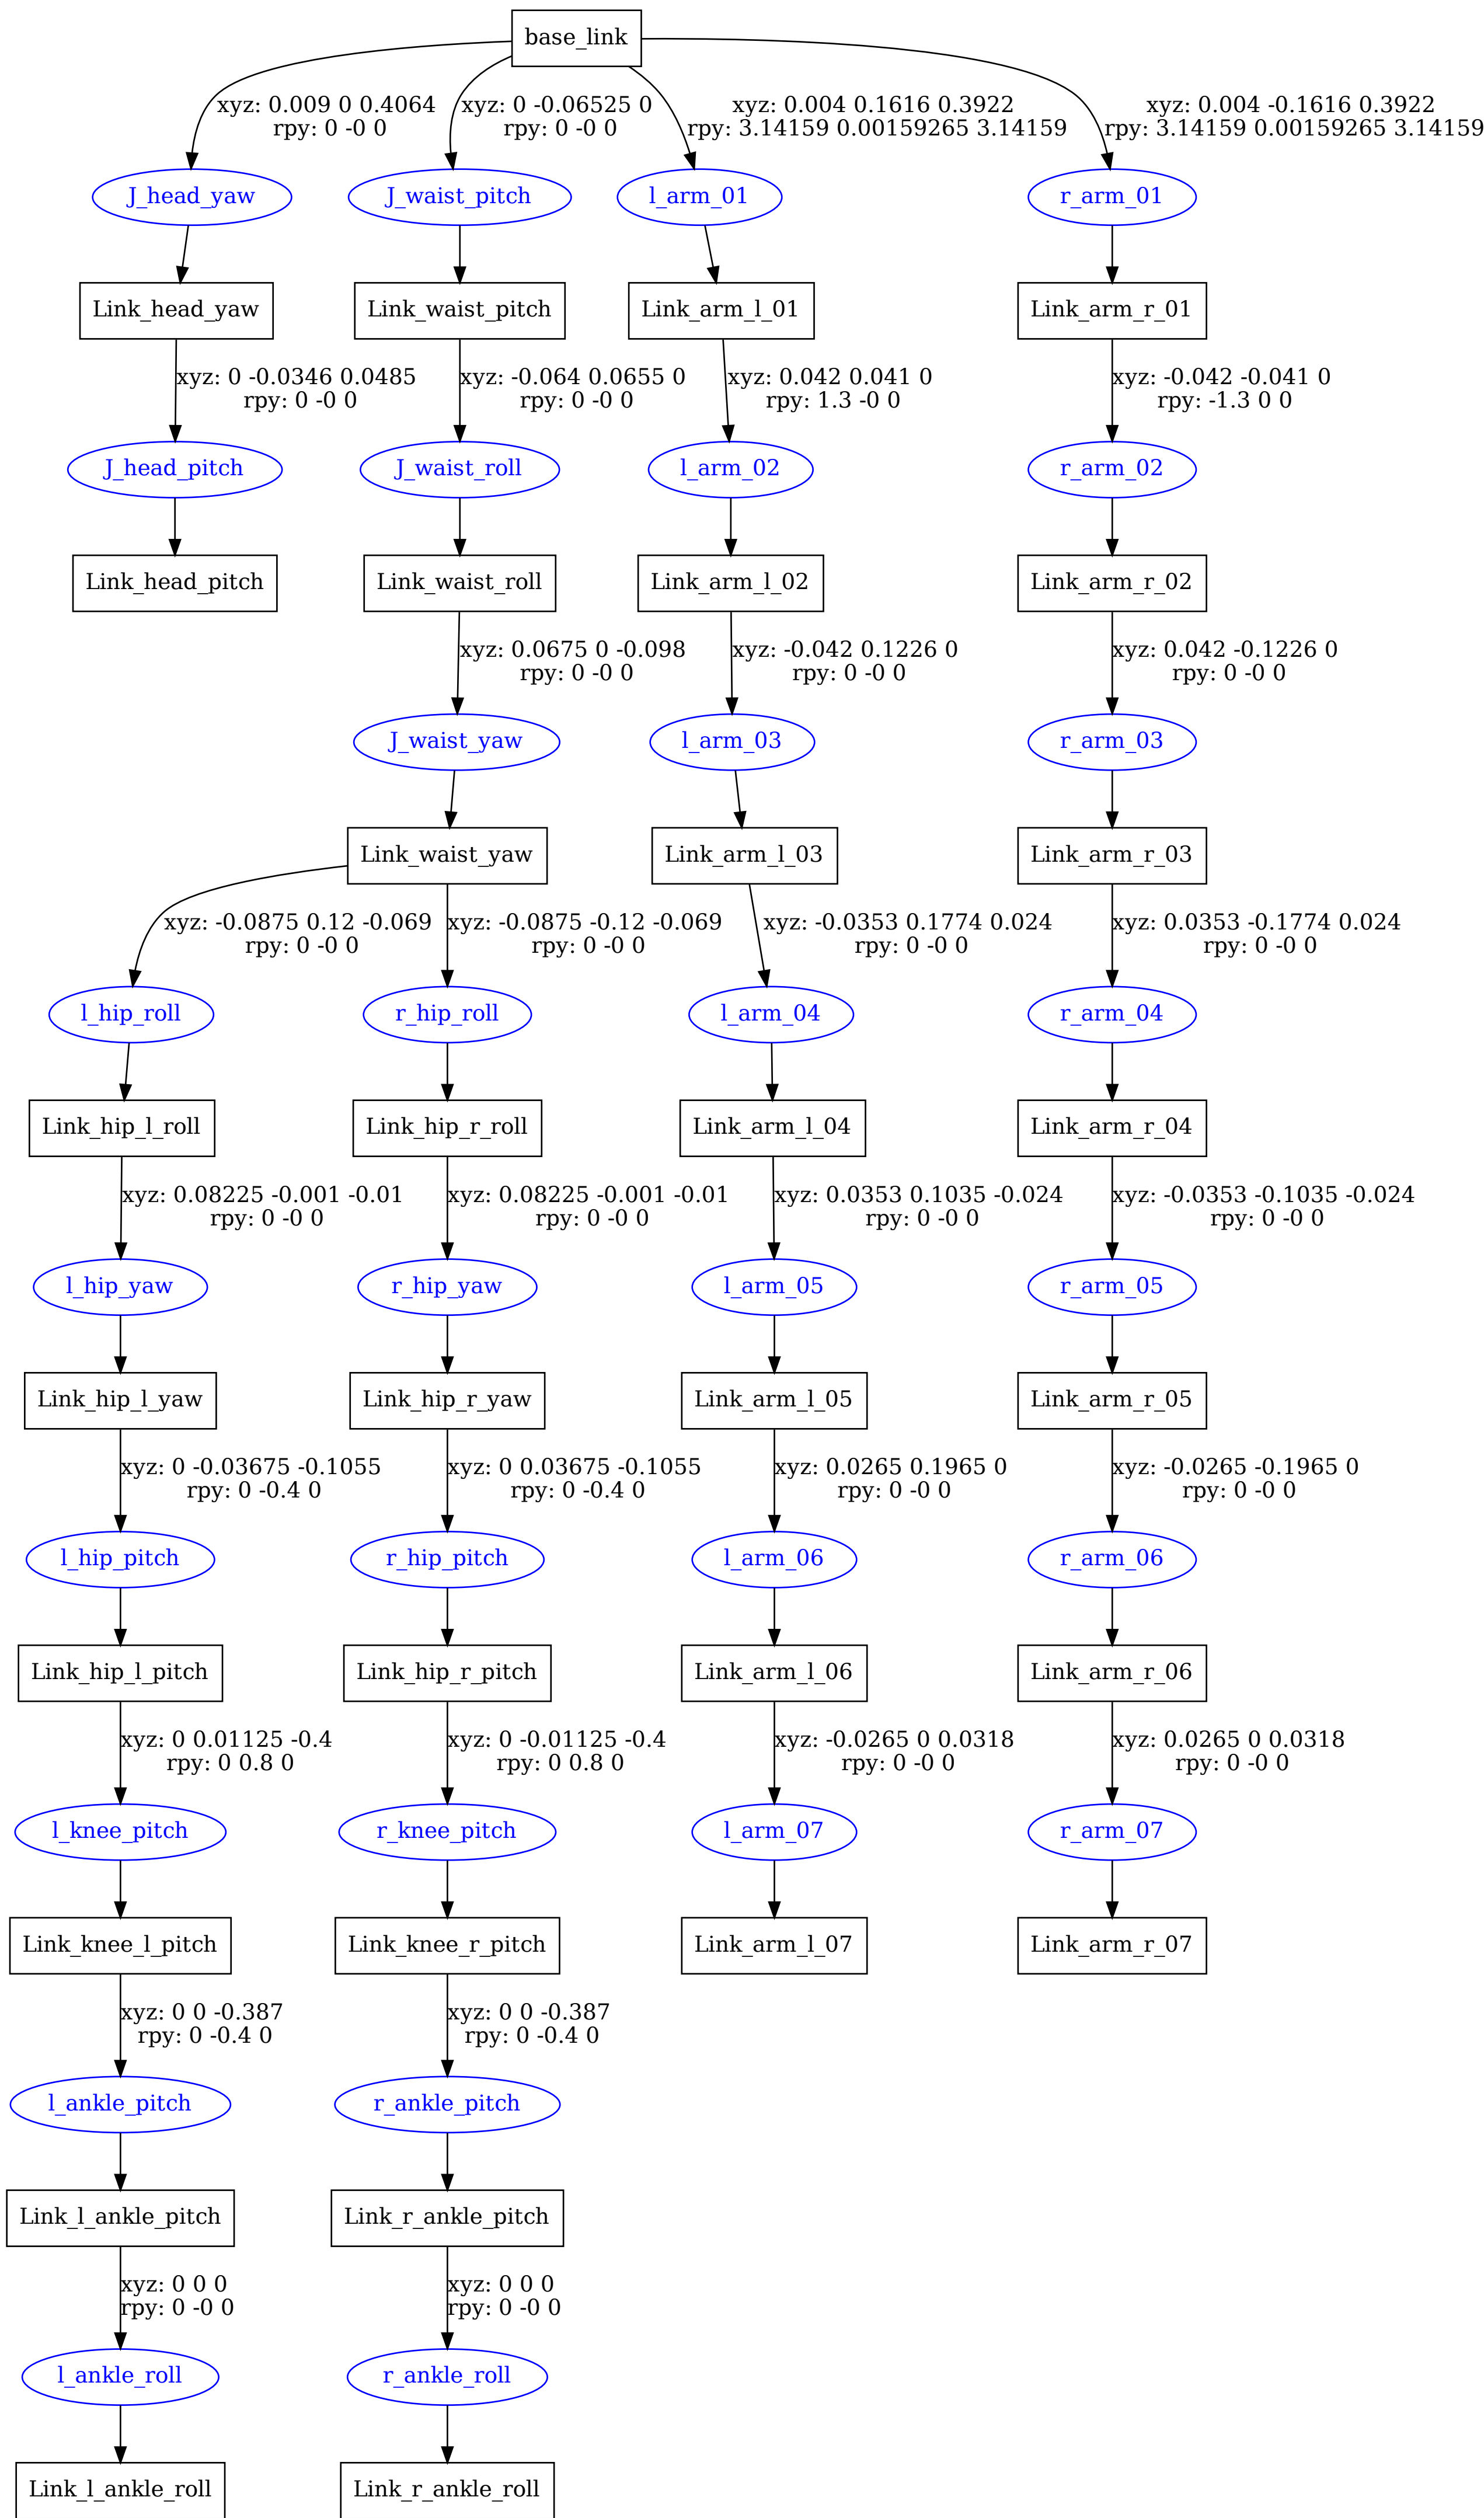 base_link
xyz: 0.009 0 0.4064
rpy: 0 -0 0
xyz: 0 -0.06525 0
rpy: 0 -0 0
xyz: 0.004 0.1616 0.3922
rpy: 3.14159 0.00159265 3.14159
xyz: 0.004 -0.1616 0.3922
rpy: 3.14159 0.00159265 3.14159
J_head_yaw
J_waist_pitch
l_arm_01
r_arm_01
Link_head_yaw
Link_waist_pitch
Link_arm_l_01
Link_arm_r_01
xyz: 0 -0.0346 0.0485
rpy: 0 -0 0
xyz: -0.064 0.0655 0
rpy: 0 -0 0
xyz: 0.042 0.041 0
rpy: 1.3 -0 0
xyz: -0.042 -0.041 0
rpy: -1.3 0 0
J_head_pitch
J_waist_roll
l_arm_02
r_arm_02
Link_head_pitch
Link_waist_roll
Link_arm_l_02
Link_arm_r_02
xyz: 0.0675 0 -0.098
rpy: 0 -0 0
xyz: -0.042 0.1226 0
rpy: 0 -0 0
xyz: 0.042 -0.1226 0
rpy: 0 -0 0
J_waist_yaw
l_arm_03
r_arm_03
Link_waist_yaw
Link_arm_l_03
Link_arm_r_03
xyz: -0.0875 0.12 -0.069
rpy: 0 -0 0
xyz: -0.0875 -0.12 -0.069
rpy: 0 -0 0
xyz: -0.0353 0.1774 0.024
rpy: 0 -0 0
xyz: 0.0353 -0.1774 0.024
rpy: 0 -0 0
l_hip_roll
r_hip_roll
l_arm_04
r_arm_04
Link_hip_l_roll
Link_hip_r_roll
Link_arm_l_04
Link_arm_r_04
xyz: 0.08225 -0.001 -0.01
rpy: 0 -0 0
xyz: 0.08225 -0.001 -0.01
rpy: 0 -0 0
xyz: 0.0353 0.1035 -0.024
rpy: 0 -0 0
xyz: -0.0353 -0.1035 -0.024
rpy: 0 -0 0
l_hip_yaw
r_hip_yaw
l_arm_05
r_arm_05
Link_hip_l_yaw
Link_hip_r_yaw
Link_arm_l_05
Link_arm_r_05
xyz: 0 -0.03675 -0.1055
rpy: 0 -0.4 0
xyz: 0 0.03675 -0.1055
rpy: 0 -0.4 0
xyz: 0.0265 0.1965 0
rpy: 0 -0 0
xyz: -0.0265 -0.1965 0
rpy: 0 -0 0
l_hip_pitch
r_hip_pitch
l_arm_06
r_arm_06
Link_hip_l_pitch
Link_hip_r_pitch
Link_arm_l_06
Link_arm_r_06
xyz: 0 0.01125 -0.4
rpy: 0 0.8 0
xyz: 0 -0.01125 -0.4
rpy: 0 0.8 0
xyz: -0.0265 0 0.0318
rpy: 0 -0 0
xyz: 0.0265 0 0.0318
rpy: 0 -0 0
l_knee_pitch
r_knee_pitch
l_arm_07
r_arm_07
Link_knee_l_pitch
Link_knee_r_pitch
Link_arm_l_07
Link_arm_r_07
xyz: 0 0 -0.387
rpy: 0 -0.4 0
xyz: 0 0 -0.387
rpy: 0 -0.4 0
l_ankle_pitch
r_ankle_pitch
Link_l_ankle_pitch
Link_r_ankle_pitch
xyz: 0 0 0
rpy: 0 -0 0
xyz: 0 0 0
rpy: 0 -0 0
l_ankle_roll
r_ankle_roll
Link_l_ankle_roll
Link_r_ankle_roll